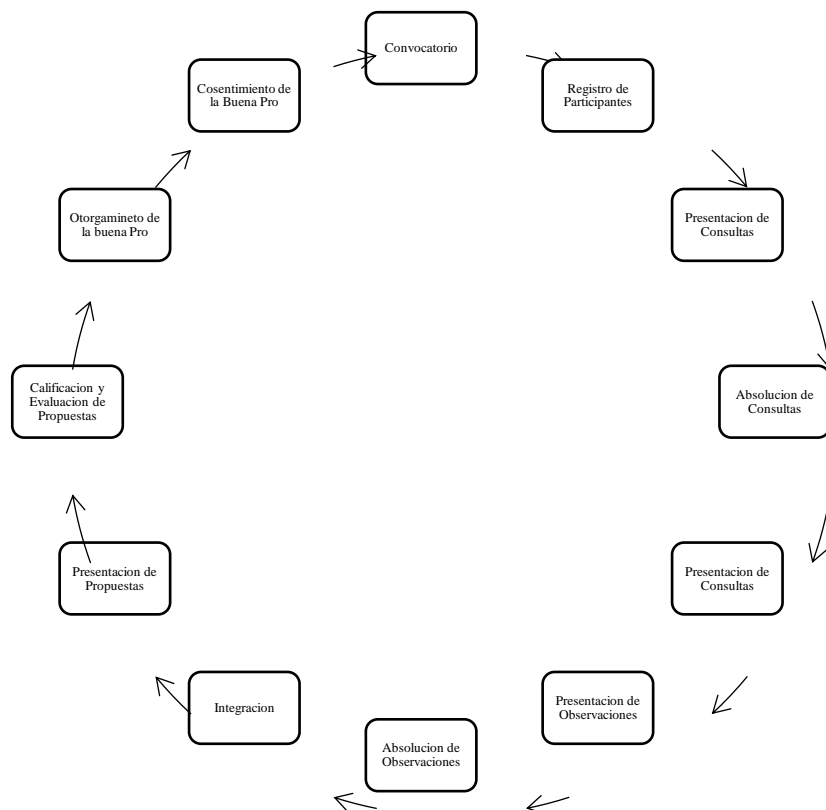 Convocatorio
Registro de
Participantes
Presentacion de
Consultas
Absolucion de
Consultas
Presentacion de
Consultas
Presentacion de
Observaciones
Absolucion de
Observaciones
Integracion
Presentacion de
Propuestas
Calificacion y
Evaluacion de
Propuestas
Otorgamineto de
la buena Pro
Cosentimiento de
la Buena Pro